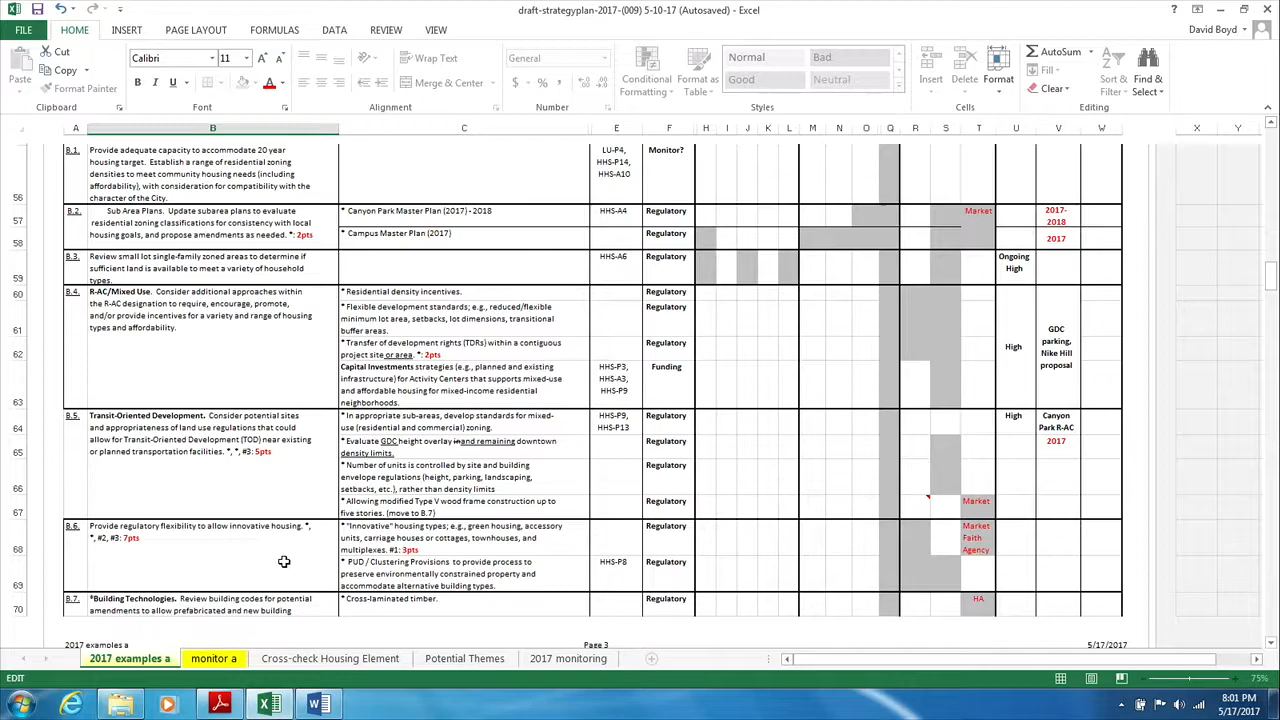 draft-strategyplan-2017-(009) 5-10-17 (Autosaved) - Excel
FILE HOME INSERT PAGE LAYOUT FORMULAS DATA REVIEW VIEW David Boyd
Paste
Cut
Copy
Format Painter
Clipboard
Calibri 11
B I U
Font
Wrap Text
Merge & Center
Alignment
General
$ % ,
Number
Conditional Formatting
Format as Table
Normal Bad
Good Neutral
Styles
Insert Delete Format
Cells
AutoSum
Fill
Clear
Sort & Filter
Find & Select
Editing
A B C E F H I J K L M N O Q R S T U V W X Y
56
B.1. Provide adequate capacity to accommodate 20 year
housing target. Establish a range of residential zoning
densities to meet community housing needs (including
affordability), with consideration for compatibility with the
character of the City.
LU-P4,
HHS-P14,
HHS-A10
Monitor?
57
B.2. Sub Area Plans. Update subarea plans to evaluate
residential zoning classifications for consistency with local
housing goals, and propose amendments as needed. *: 2pts
* Canyon Park Master Plan (2017) - 2018
HHS-A4
Regulatory
Market
2017-
2018
58
* Campus Master Plan (2017)
Regulatory
2017
59
B.3. Review small lot single-family zoned areas to determine if
sufficient land is available to meet a variety of household
types.
HHS-A6
Regulatory
Ongoing
High
60
B.4. R-AC/Mixed Use. Consider additional approaches within
the R-AC designation to require, encourage, promote,
and/or provide incentives for a variety and range of housing
types and affordability.
* Residential density incentives.
Regulatory
61
* Flexible development standards; e.g., reduced/flexible
minimum lot area, setbacks, lot dimensions, transitional
buffer areas.
Regulatory
62
* Transfer of development rights (TDRs) within a contiguous
project site or area. *: 2pts
Regulatory
High
GDC
parking,
Nike Hill
proposal
63
Capital Investments strategies (e.g., planned and existing
infrastructure) for Activity Centers that supports mixed-use
and affordable housing for mixed-income residential
neighborhoods.
HHS-P3,
HHS-A3,
HHS-P9
Funding
64
B.5. Transit-Oriented Development. Consider potential sites
and appropriateness of land use regulations that could
allow for Transit-Oriented Development (TOD) near existing
or planned transportation facilities. *, *, #3: 5pts
* In appropriate sub-areas, develop standards for mixed-
use (residential and commercial) zoning.
HHS-P9,
HHS-P13
Regulatory
High
Canyon
Park R-AC
65
* Evaluate GDC height overlay in and remaining downtown
density limits.
Regulatory
2017
66
* Number of units is controlled by site and building
envelope regulations (height, parking, landscaping,
setbacks, etc.), rather than density limits
Regulatory
67
* Allowing modified Type V wood frame construction up to
five stories. (move to B.7)
Regulatory
Market
68
B.6. Provide regulatory flexibility to allow innovative housing. *,
*, #2, #3: 7pts
* "Innovative" housing types; e.g., green housing, accessory
units, carriage houses or cottages, townhouses, and
multiplexes. #1: 3pts
Regulatory
Market
Faith
Agency
69
* PUD / Clustering Provisions to provide process to
preserve environmentally constrained property and
accommodate alternative building types.
HHS-P8
Regulatory
70
B.7. *Building Technologies. Review building codes for potential
amendments to allow prefabricated and new building
* Cross-laminated timber.
Regulatory
HA
2017 examples a Page 3 5/17/2017
2017 examples a monitor a Cross-check Housing Element Potential Themes 2017 monitoring
EDIT 75%
8:01 PM
5/17/2017